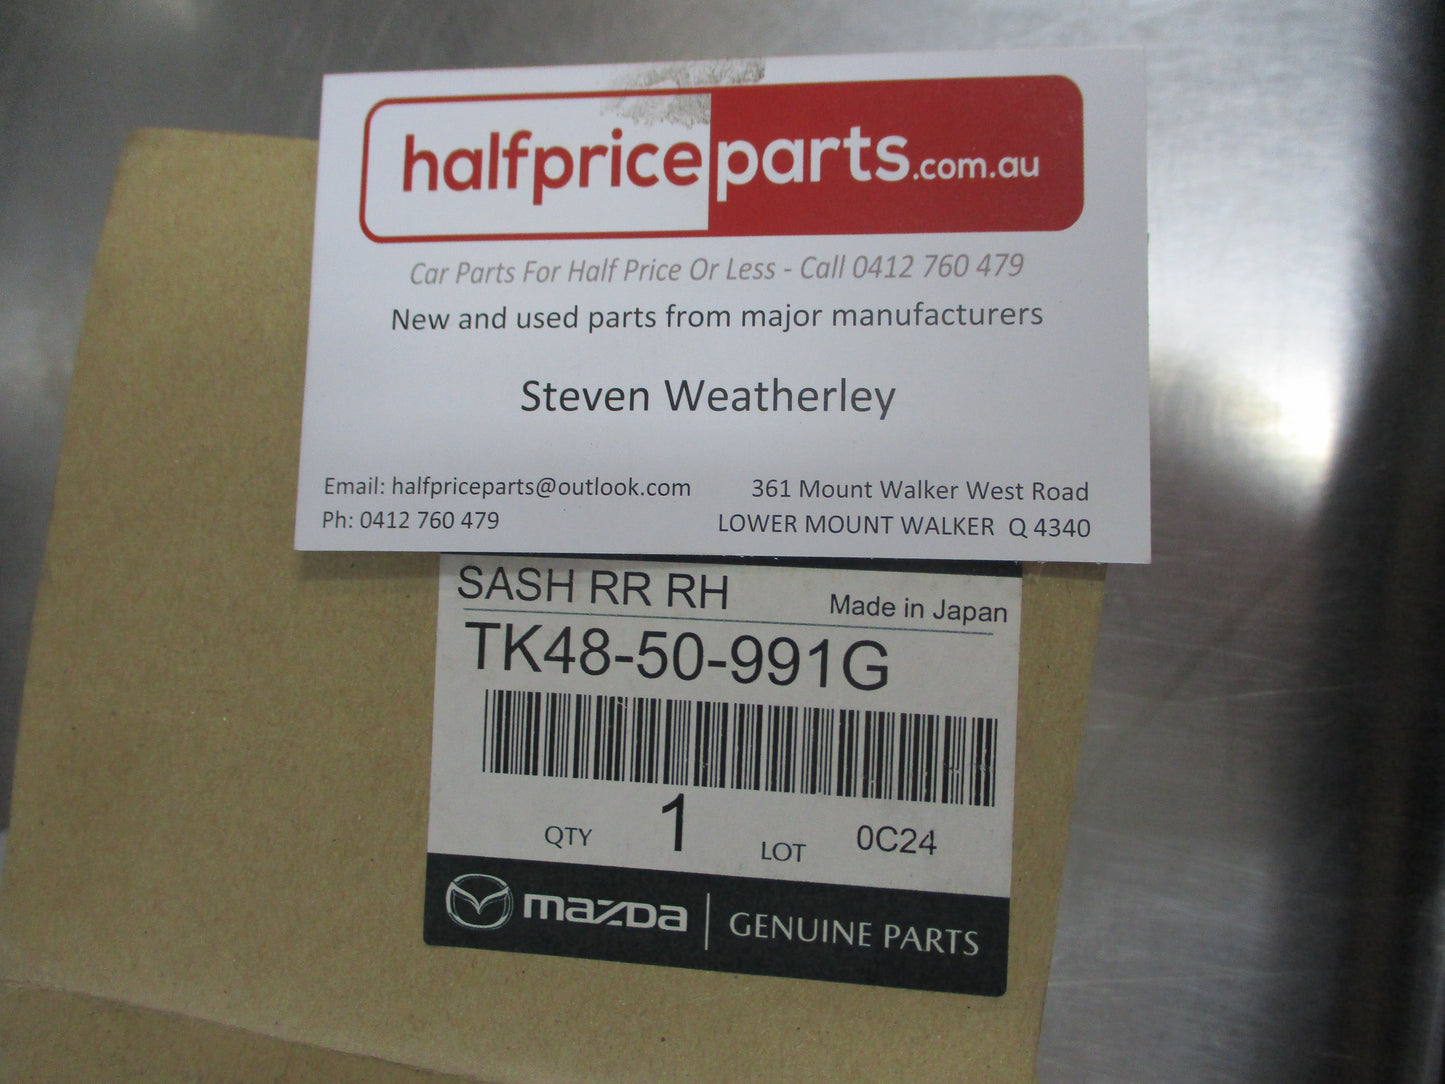 halfpriceparts.com.au
Car Parts For Half Price Or Less - Call 0412 760 479
New and used parts from major manufacturers
Steven Weatherley
Email: halfpriceparts@outlook.com
Ph: 0412 760 479
361 Mount Walker West Road
LOWER MOUNT WALKER Q 4340
SASH RR RH
Made in Japan
TK48-50-991G
QTY 1 LOT 0C24
mazda GENUINE PARTS